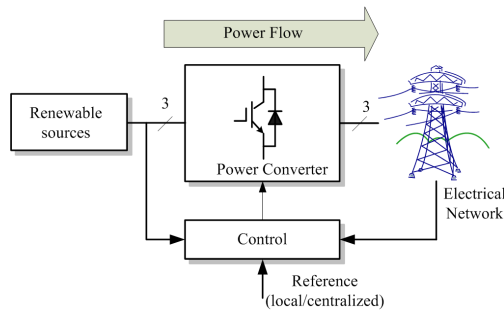 Power Flow
Renewable
sources
3
3
Power Converter
Electrical
Network
Control
Reference
(local/centralized)